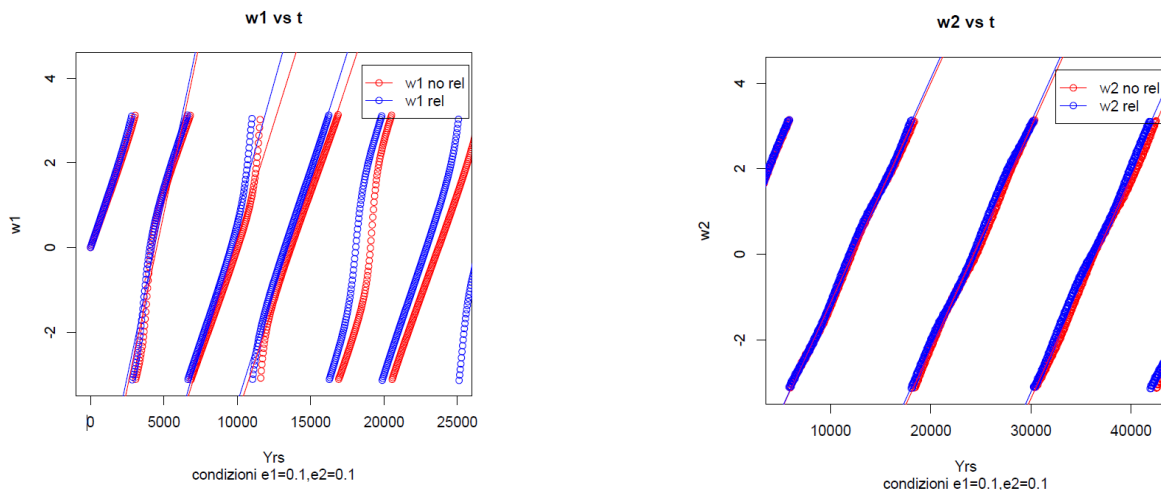 w1 vs t
w1
4
2
0
-2
w1 no rel
w1 rel
0 5000 10000 15000 20000 25000
Yrs
condizioni e1=0.1,e2=0.1
w2 vs t
w2
4
2
0
-2
w2 no rel
w2 rel
10000 20000 30000 40000
Yrs
condizioni e1=0.1,e2=0.1